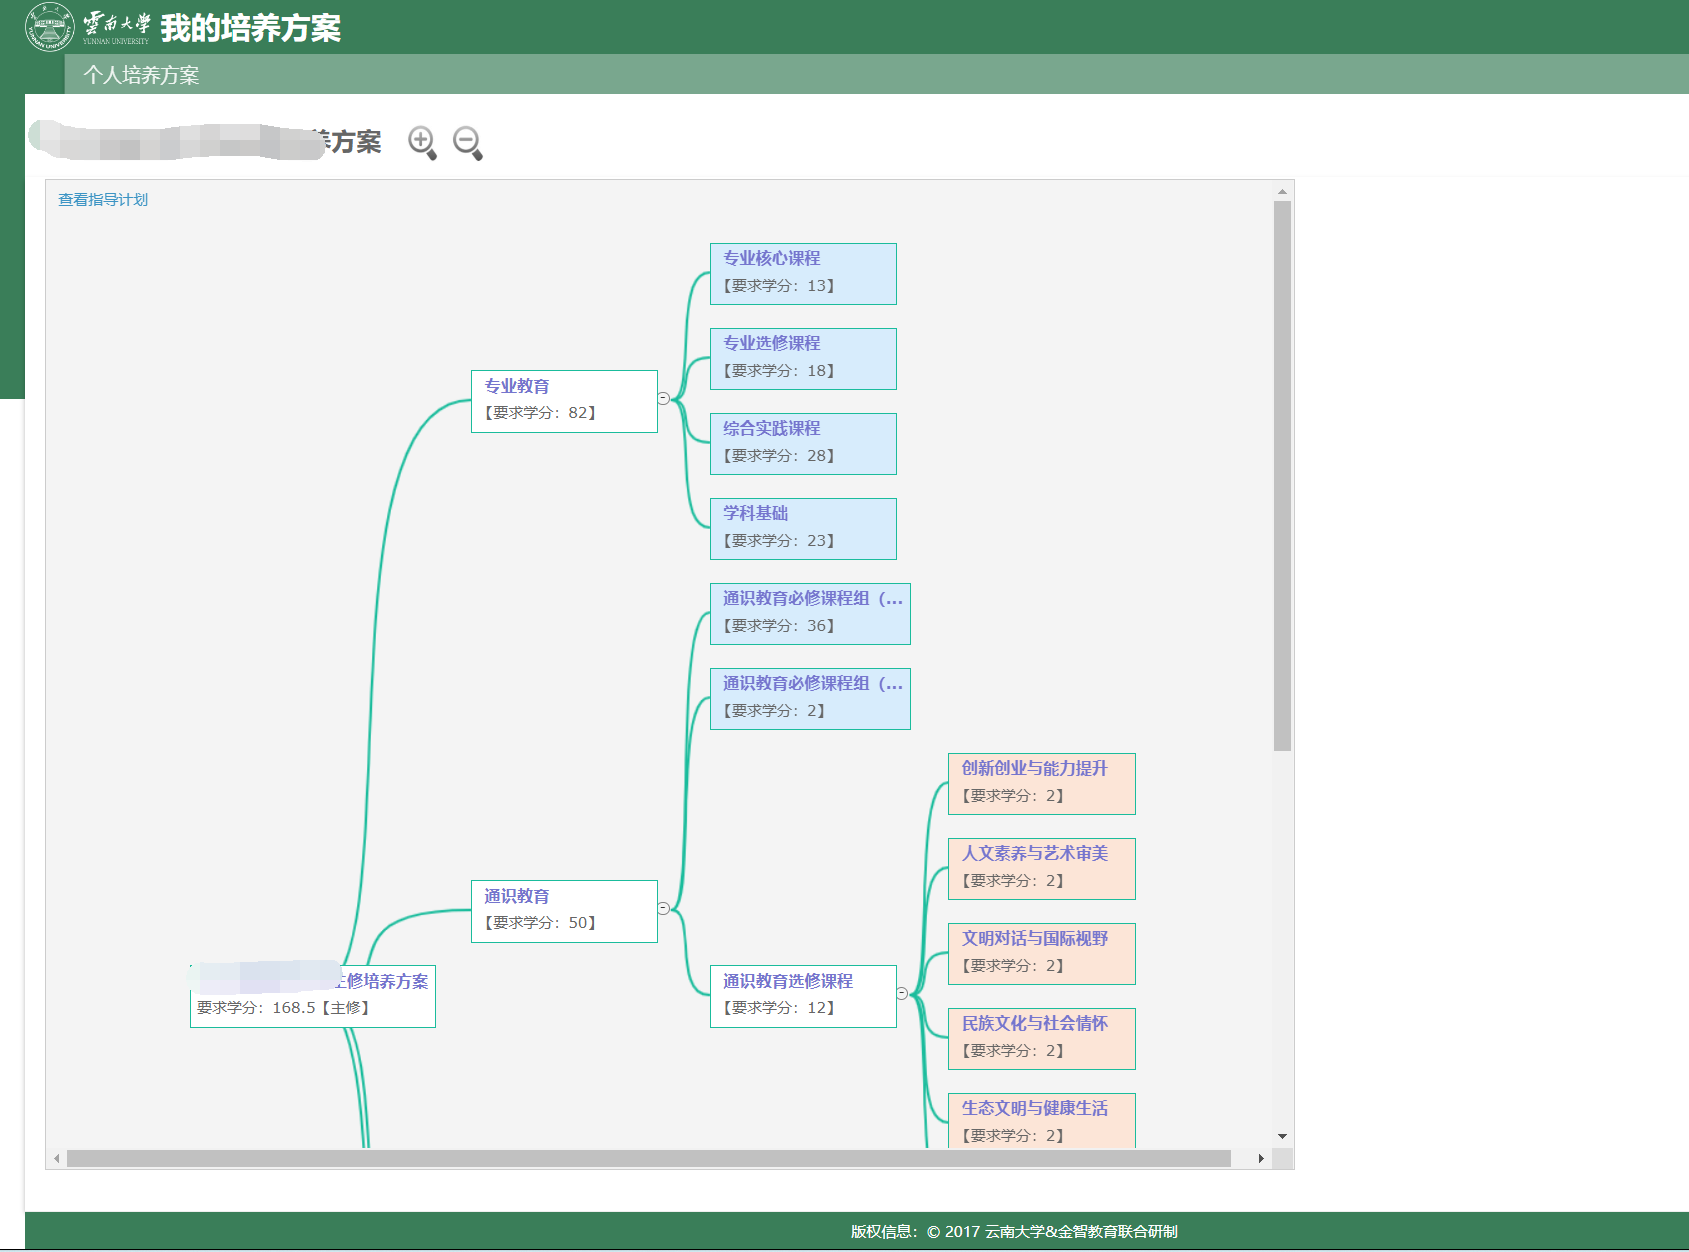 雲南大学
YUNNAN UNIVERSITY
我的培养方案
个人培养方案
养方案
查看指导计划
专业核心课程
【要求学分：13】
专业选修课程
【要求学分：18】
专业教育
【要求学分：82】
综合实践课程
【要求学分：28】
学科基础
【要求学分：23】
通识教育必修课程组（...
【要求学分：36】
通识教育必修课程组（...
【要求学分：2】
创新创业与能力提升
【要求学分：2】
人文素养与艺术审美
【要求学分：2】
通识教育
【要求学分：50】
文明对话与国际视野
【要求学分：2】
主修培养方案
要求学分：168.5【主修】
通识教育选修课程
【要求学分：12】
民族文化与社会情怀
【要求学分：2】
生态文明与健康生活
【要求学分：2】
版权信息：© 2017 云南大学&金智教育联合研制